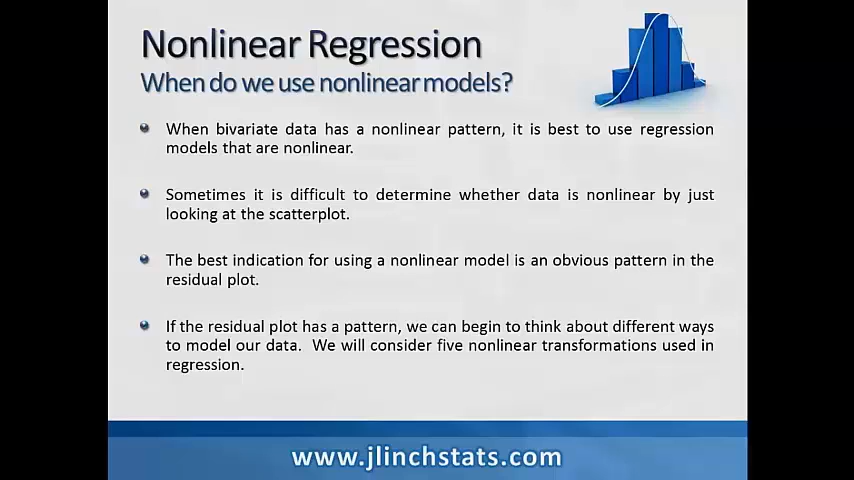 Nonlinear Regression
When do we use nonlinear models?
When bivariate data has a nonlinear pattern, it is best to use regression
models that are nonlinear.
Sometimes it is difficult to determine whether data is nonlinear by just
looking at the scatterplot.
The best indication for using a nonlinear model is an obvious pattern in the
residual plot.
If the residual plot has a pattern, we can begin to think about different ways
to model our data.  We will consider five nonlinear transformations used in
regression.
www.jlinchstats.com